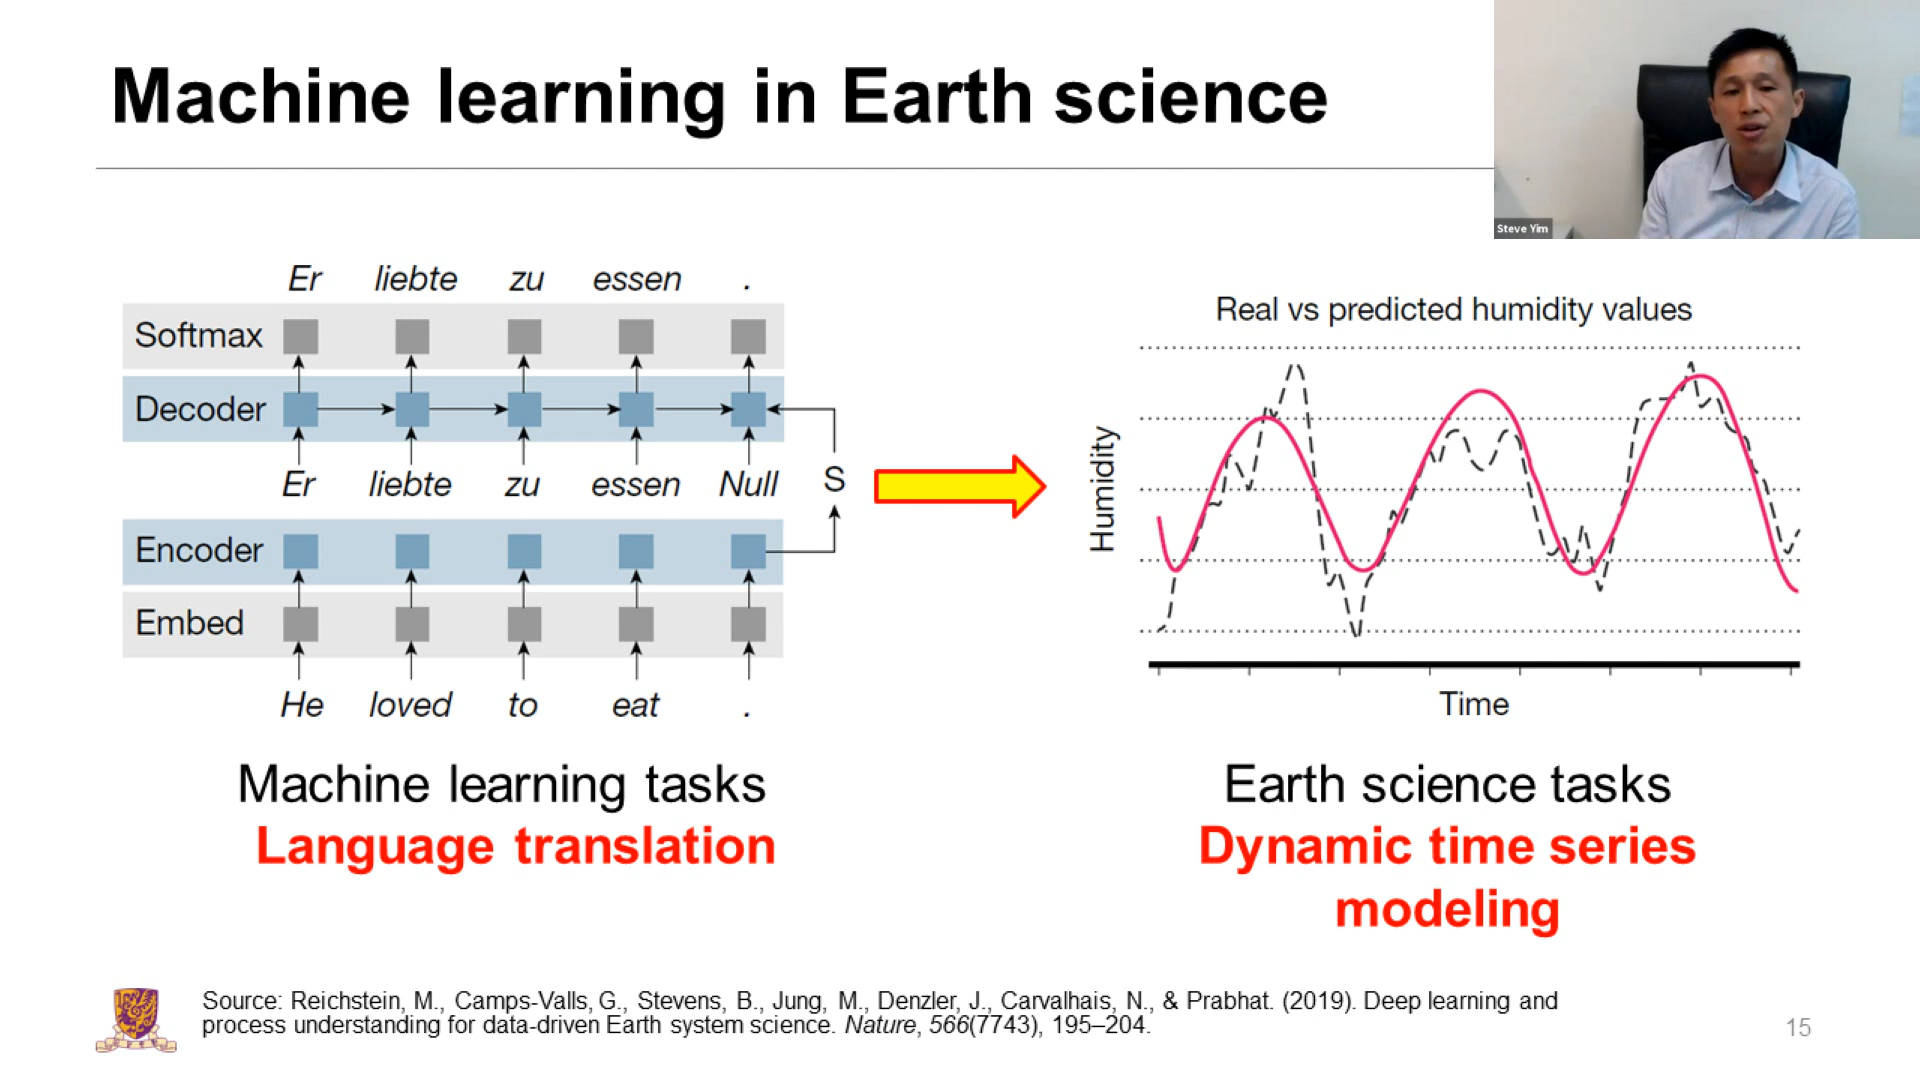 Machine learning in Earth science
Steve Yim
Er liebte zu essen .
Softmax
Decoder
Er liebte zu essen Null
S
Encoder
Embed
He loved to eat .
Machine learning tasks
Language translation
Real vs predicted humidity values
Humidity
Time
Earth science tasks
Dynamic time series
modeling
Source: Reichstein, M., Camps-Valls, G., Stevens, B., Jung, M., Denzler, J., Carvalhais, N., & Prabhat. (2019). Deep learning and
process understanding for data-driven Earth system science. Nature, 566(7743), 195–204.
15